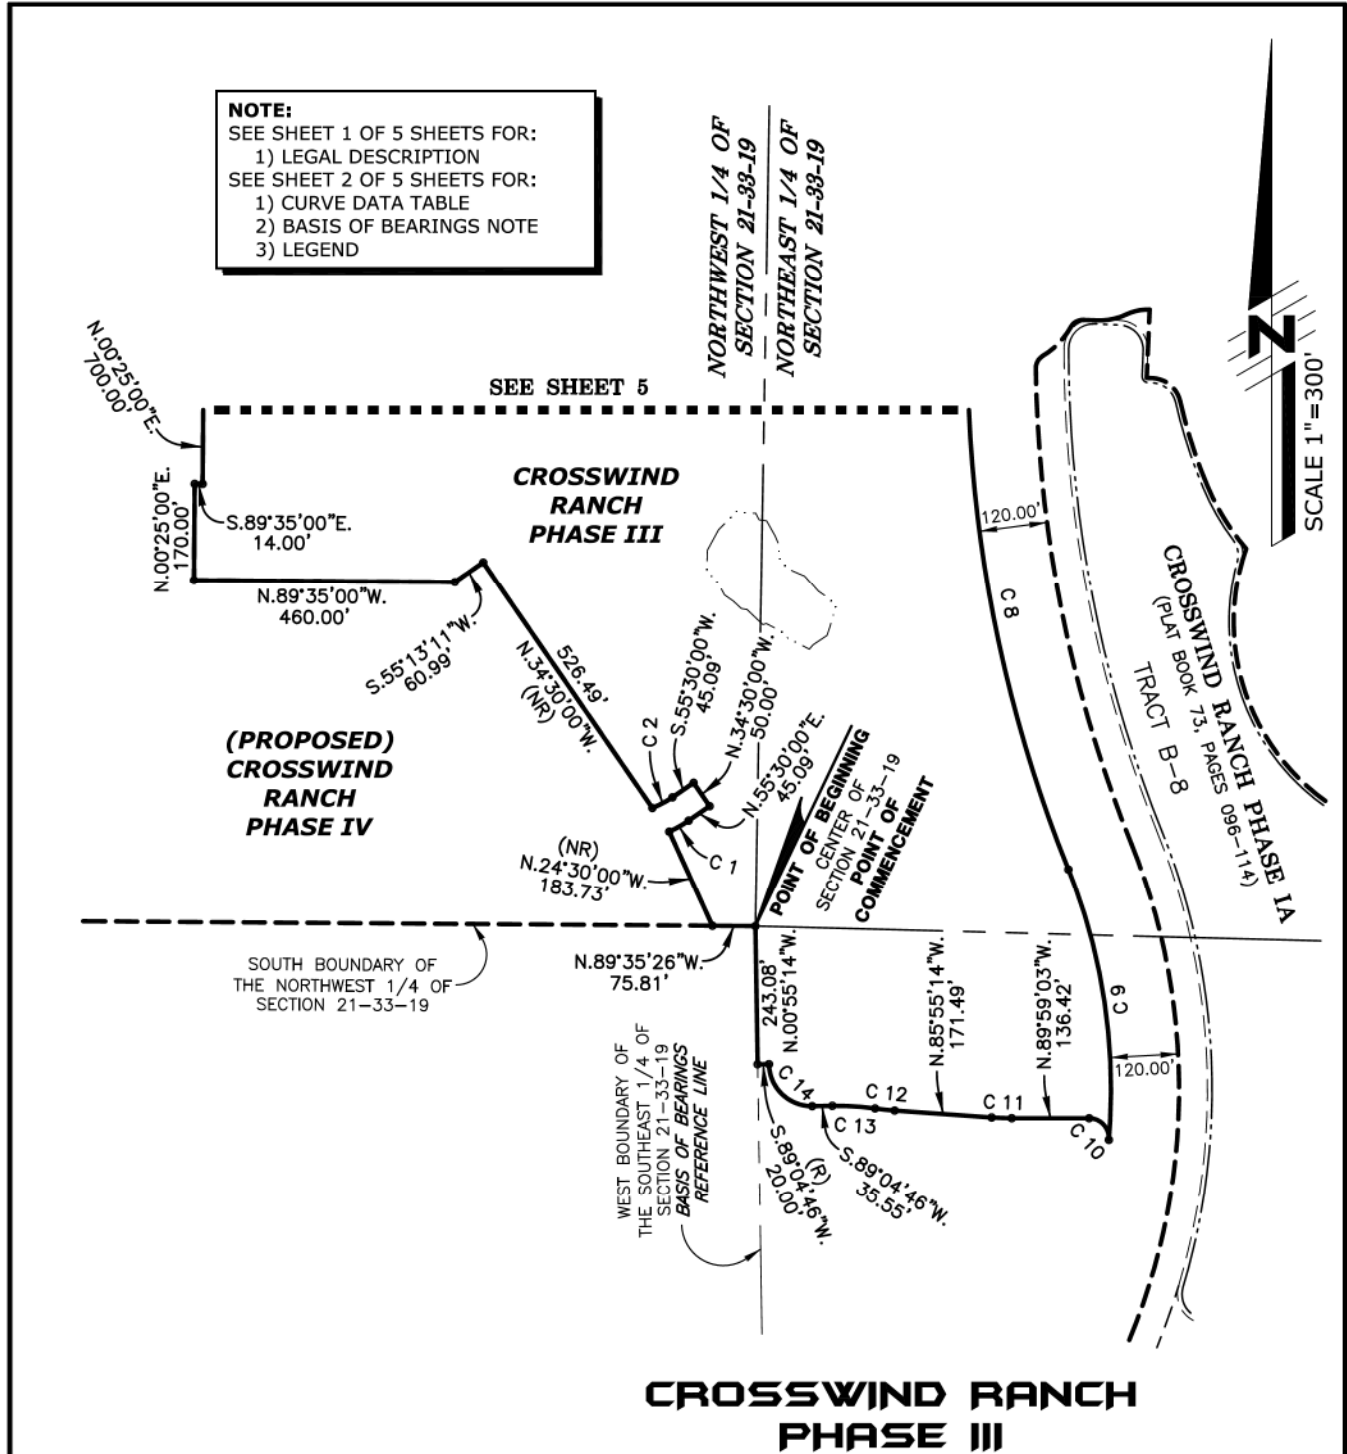 NOTE:
SEE SHEET 1 OF 5 SHEETS FOR:
1) LEGAL DESCRIPTION
SEE SHEET 2 OF 5 SHEETS FOR:
1) CURVE DATA TABLE
2) BASIS OF BEARINGS NOTE
3) LEGEND
NORTHWEST 1/4 OF
SECTION 21-33-19
NORTHEAST 1/4 OF
SECTION 21-33-19
N
SCALE 1"=300'
SEE SHEET 5
N.00°25'00"E.
700.00'
N.00°25'00"E.
170.00'
S.89°35'00"E.
14.00'
N.89°35'00"W.
460.00'
CROSSWIND
RANCH
PHASE III
S.55°13'11"W.
60.99'
526.49'
N.34°30'00"W.
(NR)
C 2
S.55°30'00"W.
45.09'
N.34°30'00"W.
50.00'
N.55°30'00"E.
45.09'
C 1
(PROPOSED)
CROSSWIND
RANCH
PHASE IV
(NR)
N.24°30'00"W.
183.73'
POINT OF BEGINNING
CENTER OF
SECTION 21-33-19
POINT OF
COMMENCEMENT
120.00'
C 8
CROSSWIND RANCH PHASE IA
(PLAT BOOK 73, PAGES 096-114)
TRACT B-8
SOUTH BOUNDARY OF
THE NORTHWEST 1/4 OF
SECTION 21-33-19
N.89°35'26"W.
75.81'
243.08'
N.00°55'14"W.
N.85°55'14"W.
171.49'
N.89°59'03"W.
136.42'
C 9
120.00'
WEST BOUNDARY OF
THE SOUTHEAST 1/4 OF
SECTION 21-33-19
BASIS OF BEARINGS
REFERENCE LINE
C 14
C 13
C 12
C 11
C 10
S.89°04'46"W.
(R)
20.00'
S.89°04'46"W.
35.55'
CROSSWIND RANCH
PHASE III